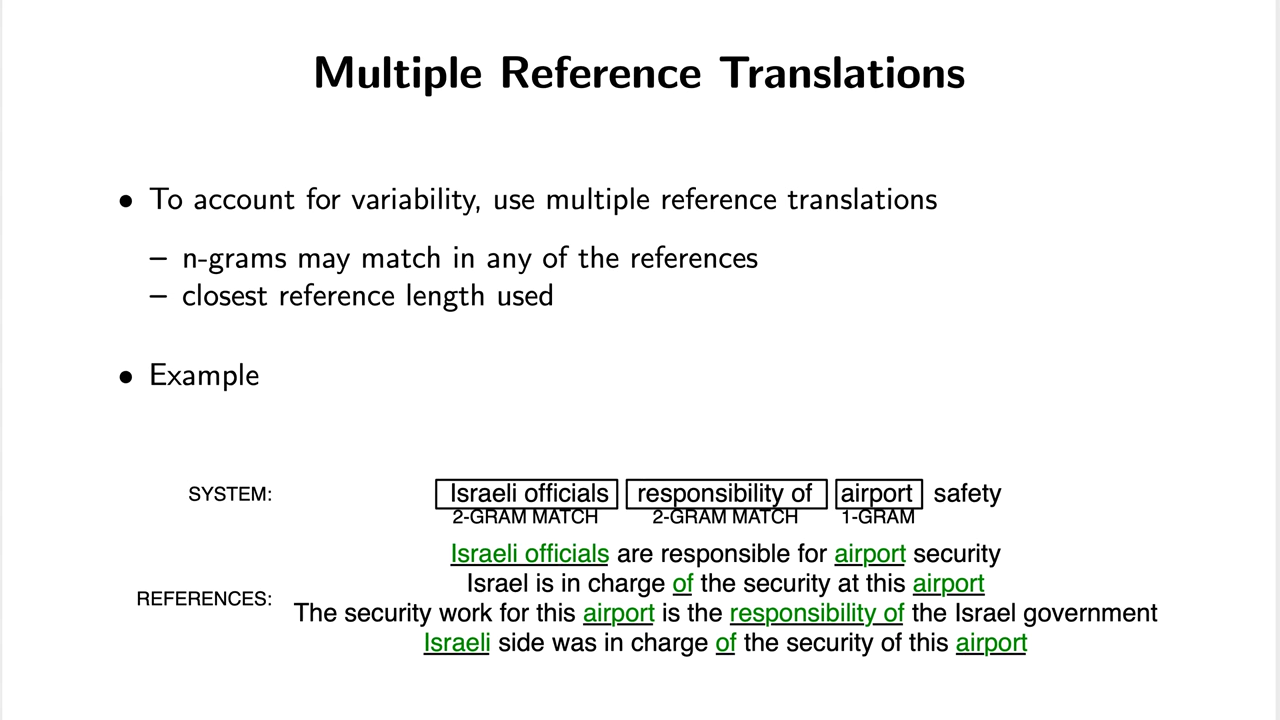 Multiple Reference Translations
• To account for variability, use multiple reference translations
– n-grams may match in any of the references
– closest reference length used
• Example
SYSTEM: Israeli officials responsibility of airport safety
2-GRAM MATCH 2-GRAM MATCH 1-GRAM
Israeli officials are responsible for airport security
Israel is in charge of the security at this airport
REFERENCES:
The security work for this airport is the responsibility of the Israel government
Israeli side was in charge of the security of this airport